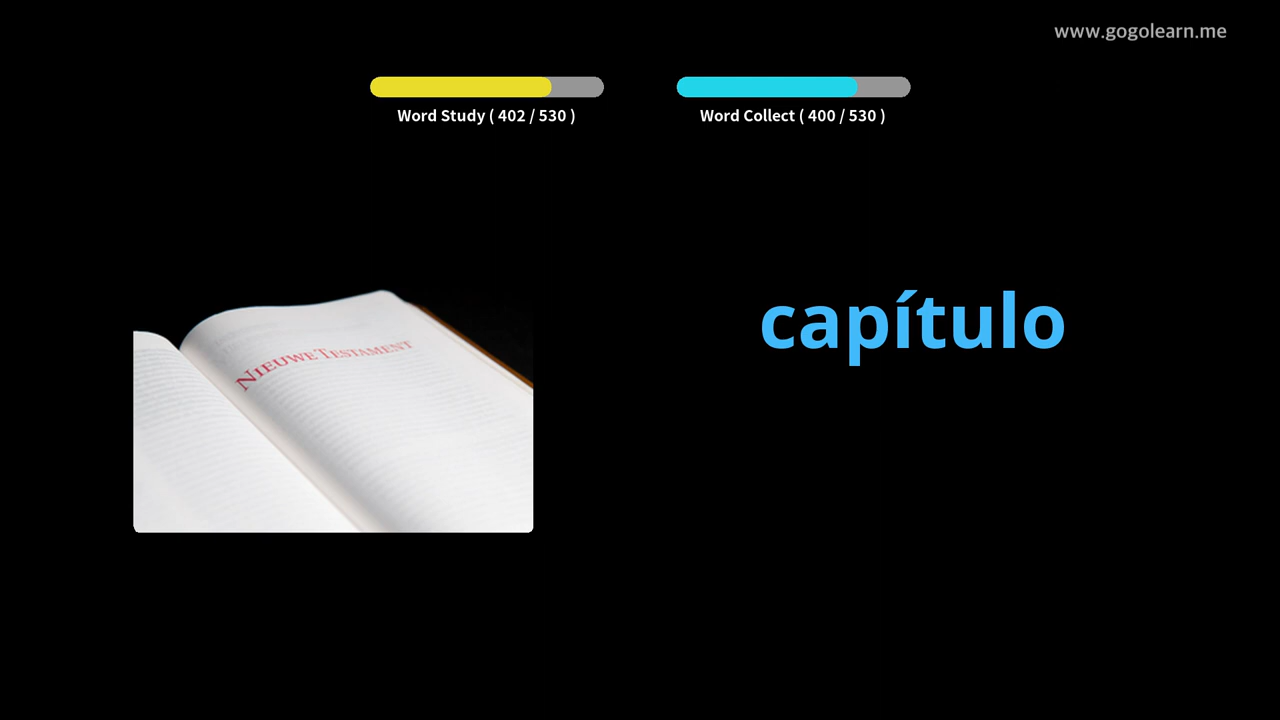 www.gogolearn.me
Word Study ( 402 / 530 )
Word Collect ( 400 / 530 )
NIEUWE TESTAMENT
capítulo